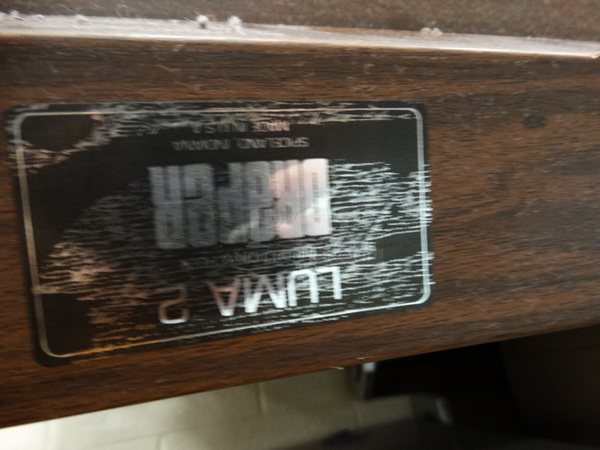 LUMA 2
DRAPER
SPICELAND, INDIANA
MADE IN U.S.A.